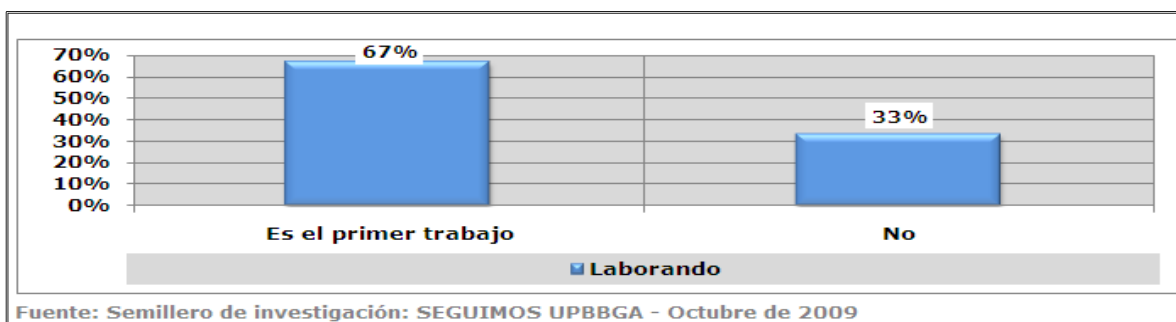 70%
60%
50%
40%
30%
20%
10%
0%
67%
33%
Es el primer trabajo
No
Laborando
Fuente: Semillero de investigación: SEGUIMOS UPBBGA - Octubre de 2009